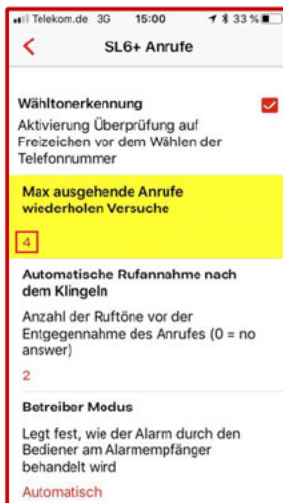 Telekom.de 3G 15:00 33 %
SL6+ Anrufe
Wähltonerkennung
Aktivierung Überprüfung auf
Freizeichen vor dem Wählen der
Telefonnummer
Max ausgehende Anrufe
wiederholen Versuche
4
Automatische Rufannahme nach
dem Klingeln
Anzahl der Ruftöne vor der
Entgegennahme des Anrufes (0 = no
answer)
2
Betreiber Modus
Legt fest, wie der Alarm durch den
Bediener am Alarmempfänger
behandelt wird
Automatisch